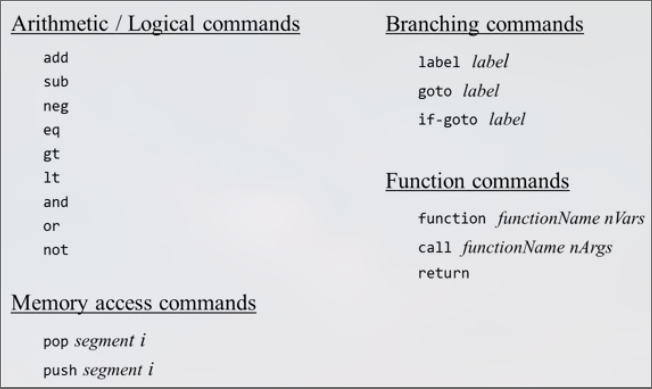 Arithmetic / Logical commands
add
sub
neg
eq
gt
lt
and
or
not
Memory access commands
pop segment i
push segment i
Branching commands
label label
goto label
if-goto label
Function commands
function functionName nVars
call functionName nArgs
return